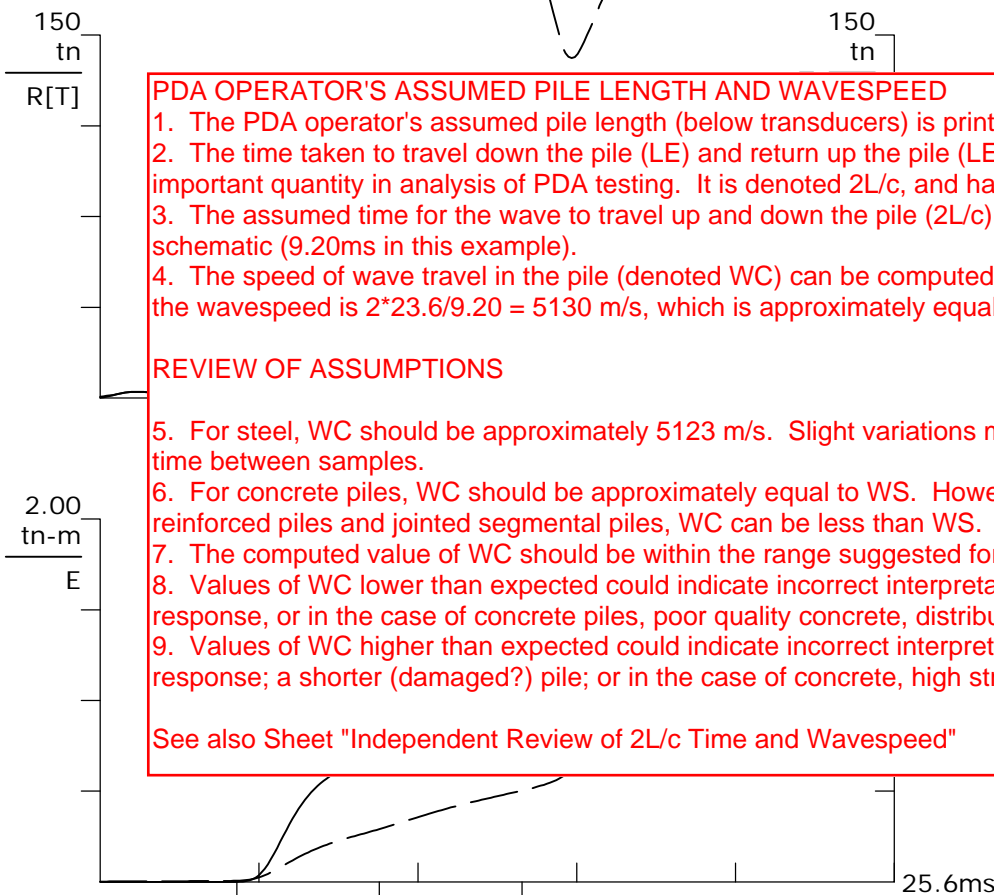 150
tn
R[T]
150
tn
PDA OPERATOR'S ASSUMED PILE LENGTH AND WAVESPEED
1. The PDA operator's assumed pile length (below transducers) is print
2. The time taken to travel down the pile (LE) and return up the pile (LE
important quantity in analysis of PDA testing. It is denoted 2L/c, and ha
3. The assumed time for the wave to travel up and down the pile (2L/c)
schematic (9.20ms in this example).
4. The speed of wave travel in the pile (denoted WC) can be computed
the wavespeed is 2*23.6/9.20 = 5130 m/s, which is approximately equal
REVIEW OF ASSUMPTIONS
5. For steel, WC should be approximately 5123 m/s. Slight variations m
time between samples.
6. For concrete piles, WC should be approximately equal to WS. Howe
reinforced piles and jointed segmental piles, WC can be less than WS.
7. The computed value of WC should be within the range suggested for
8. Values of WC lower than expected could indicate incorrect interpreta
response, or in the case of concrete piles, poor quality concrete, distribu
9. Values of WC higher than expected could indicate incorrect interpret
response; a shorter (damaged?) pile; or in the case of concrete, high str
See also Sheet "Independent Review of 2L/c Time and Wavespeed"
2.00
tn-m
E
25.6ms